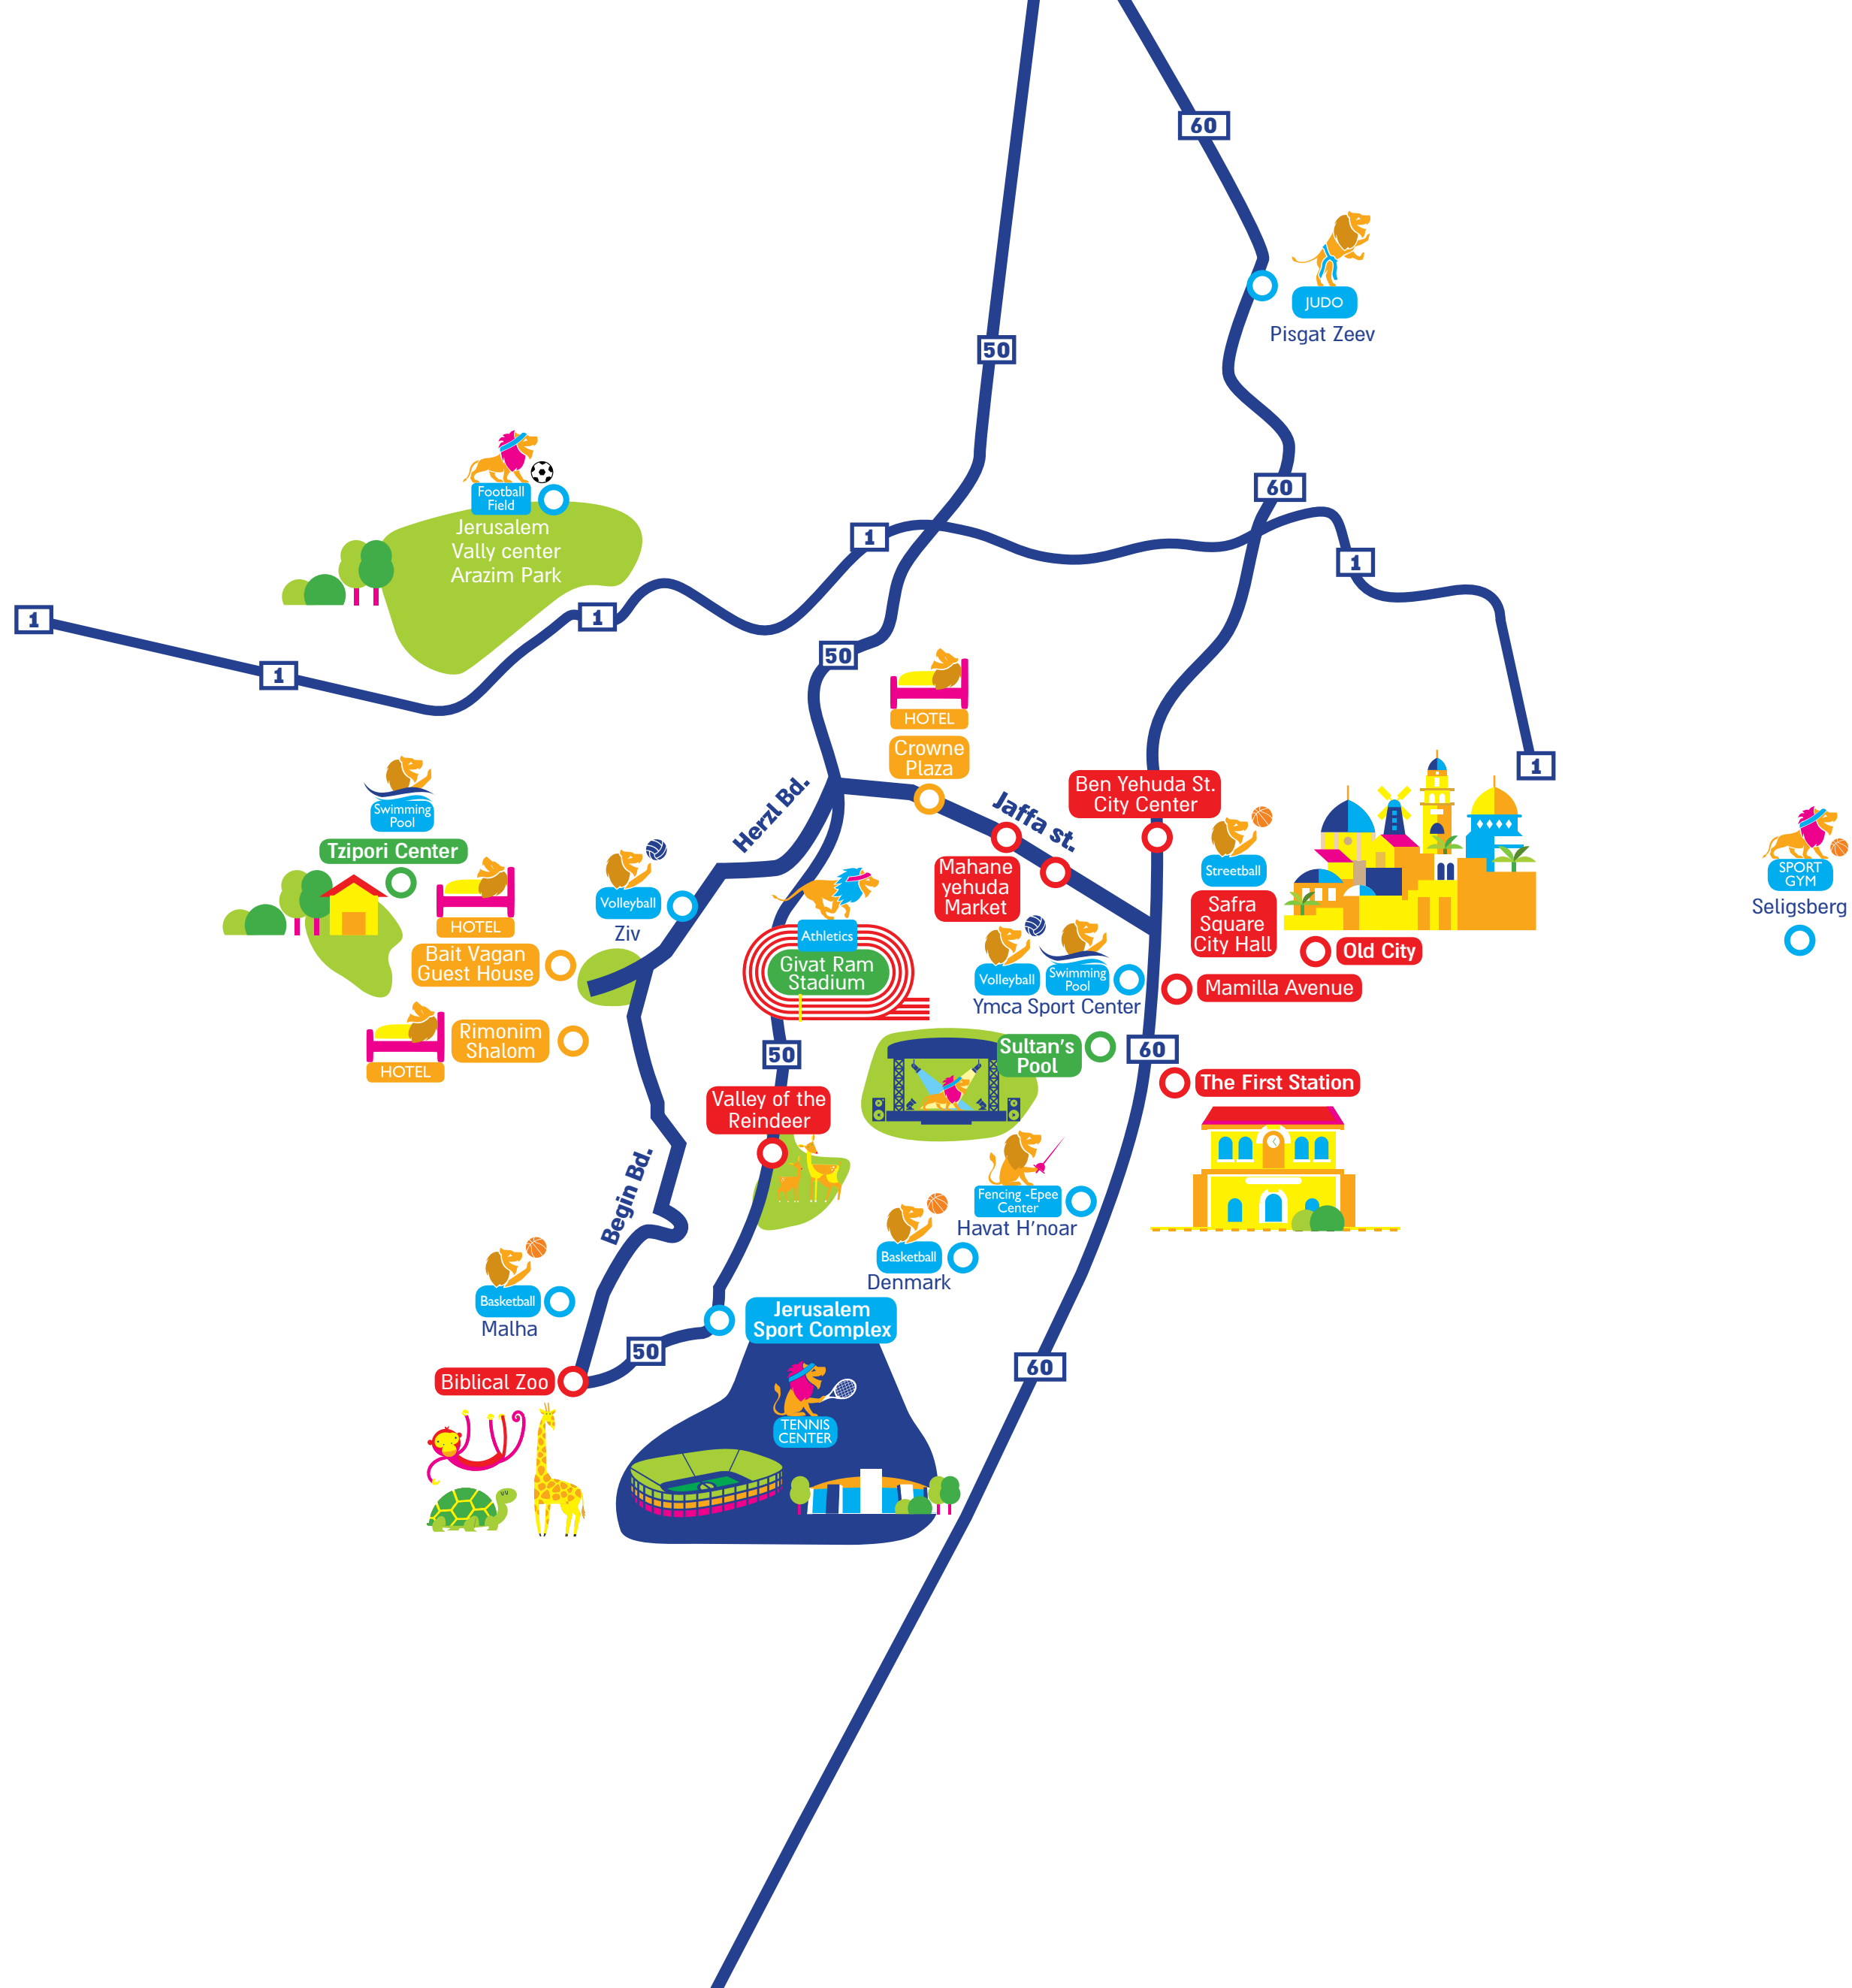 60
JUDO
Pisgat Zeev
50
Football
Field
Jerusalem
Vally center
Arazim Park
60
1
1
1
1
1
50
HOTEL
Crowne
Plaza
1
Swimming
Pool
Tzipori Center
HOTEL
Bait Vagan
Guest House
HOTEL
Rimonim
Shalom
Herzl Bd.
Volleyball
Ziv
Jaffa st.
Ben Yehuda St.
City Center
Mahane
yehuda
Market
Streetball
Safra
Square
City Hall
Old City
Mamilla Avenue
SPORT
GYM
Seligsberg
Athletics
Givat Ram
Stadium
Volleyball
Swimming
Pool
Ymca Sport Center
50
Sultan's
Pool
60
The First Station
Valley of the
Reindeer
Begin Bd.
Fencing -Epee
Center
Havat H'noar
Basketball
Denmark
Basketball
Malha
Jerusalem
Sport Complex
50
60
Biblical Zoo
TENNIS
CENTER